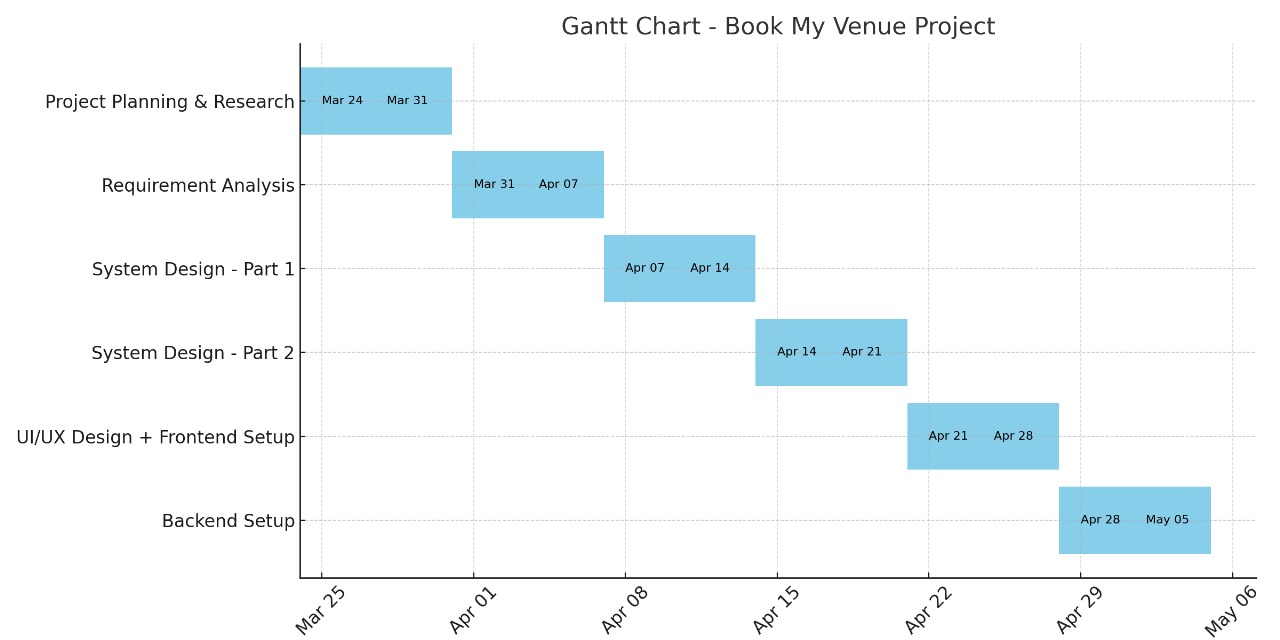 Gantt Chart - Book My Venue Project
Project Planning & Research
Mar 24 Mar 31
Requirement Analysis
Mar 31 Apr 07
System Design - Part 1
Apr 07 Apr 14
System Design - Part 2
Apr 14 Apr 21
UI/UX Design + Frontend Setup
Apr 21 Apr 28
Backend Setup
Apr 28 May 05
Mar 25 Apr 01 Apr 08 Apr 15 Apr 22 Apr 29 May 06